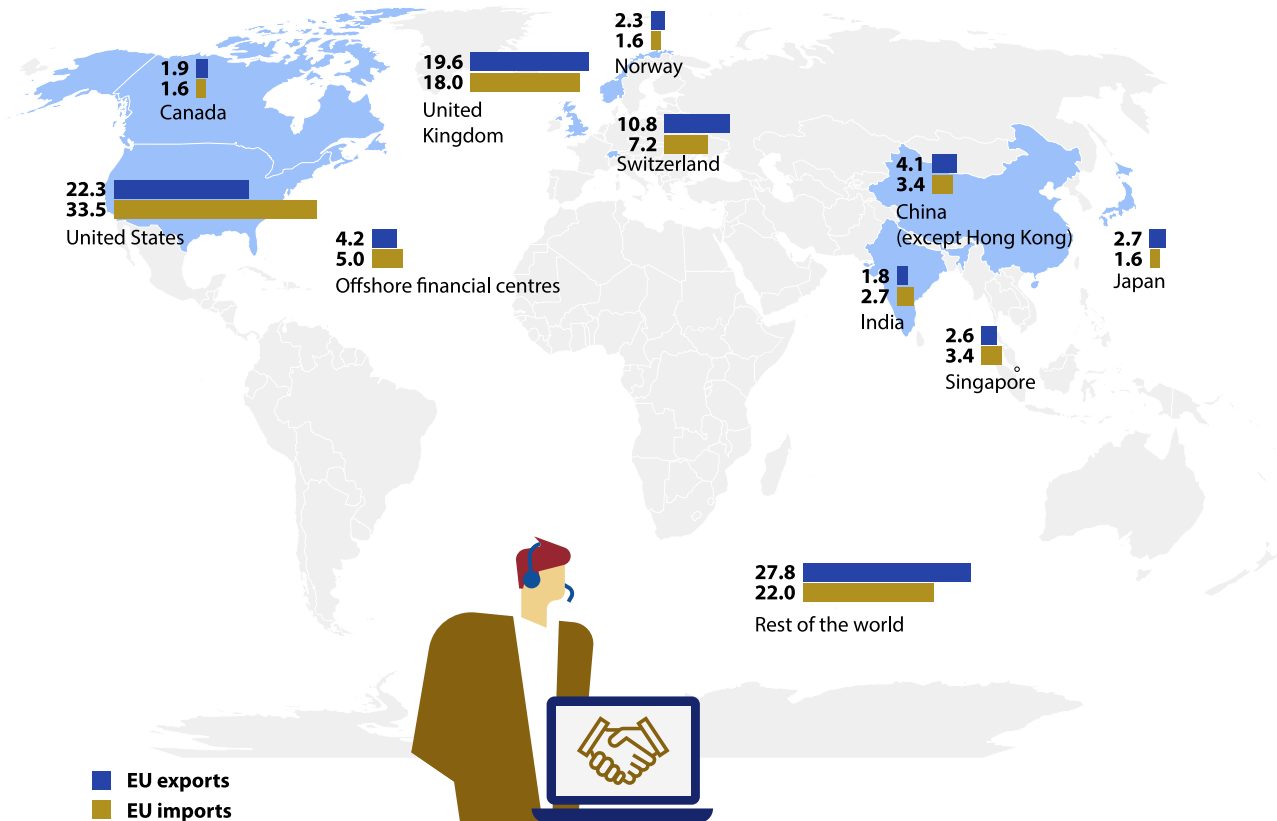 2.3
1.6
Norway
1.9
1.6
Canada
19.6
18.0
United
Kingdom
10.8
7.2
Switzerland
4.1
3.4
China
(except Hong Kong)
22.3
33.5
United States
4.2
5.0
Offshore financial centres
2.7
1.6
Japan
1.8
2.7
India
2.6
3.4
Singapore
27.8
22.0
Rest of the world
EU exports
EU imports